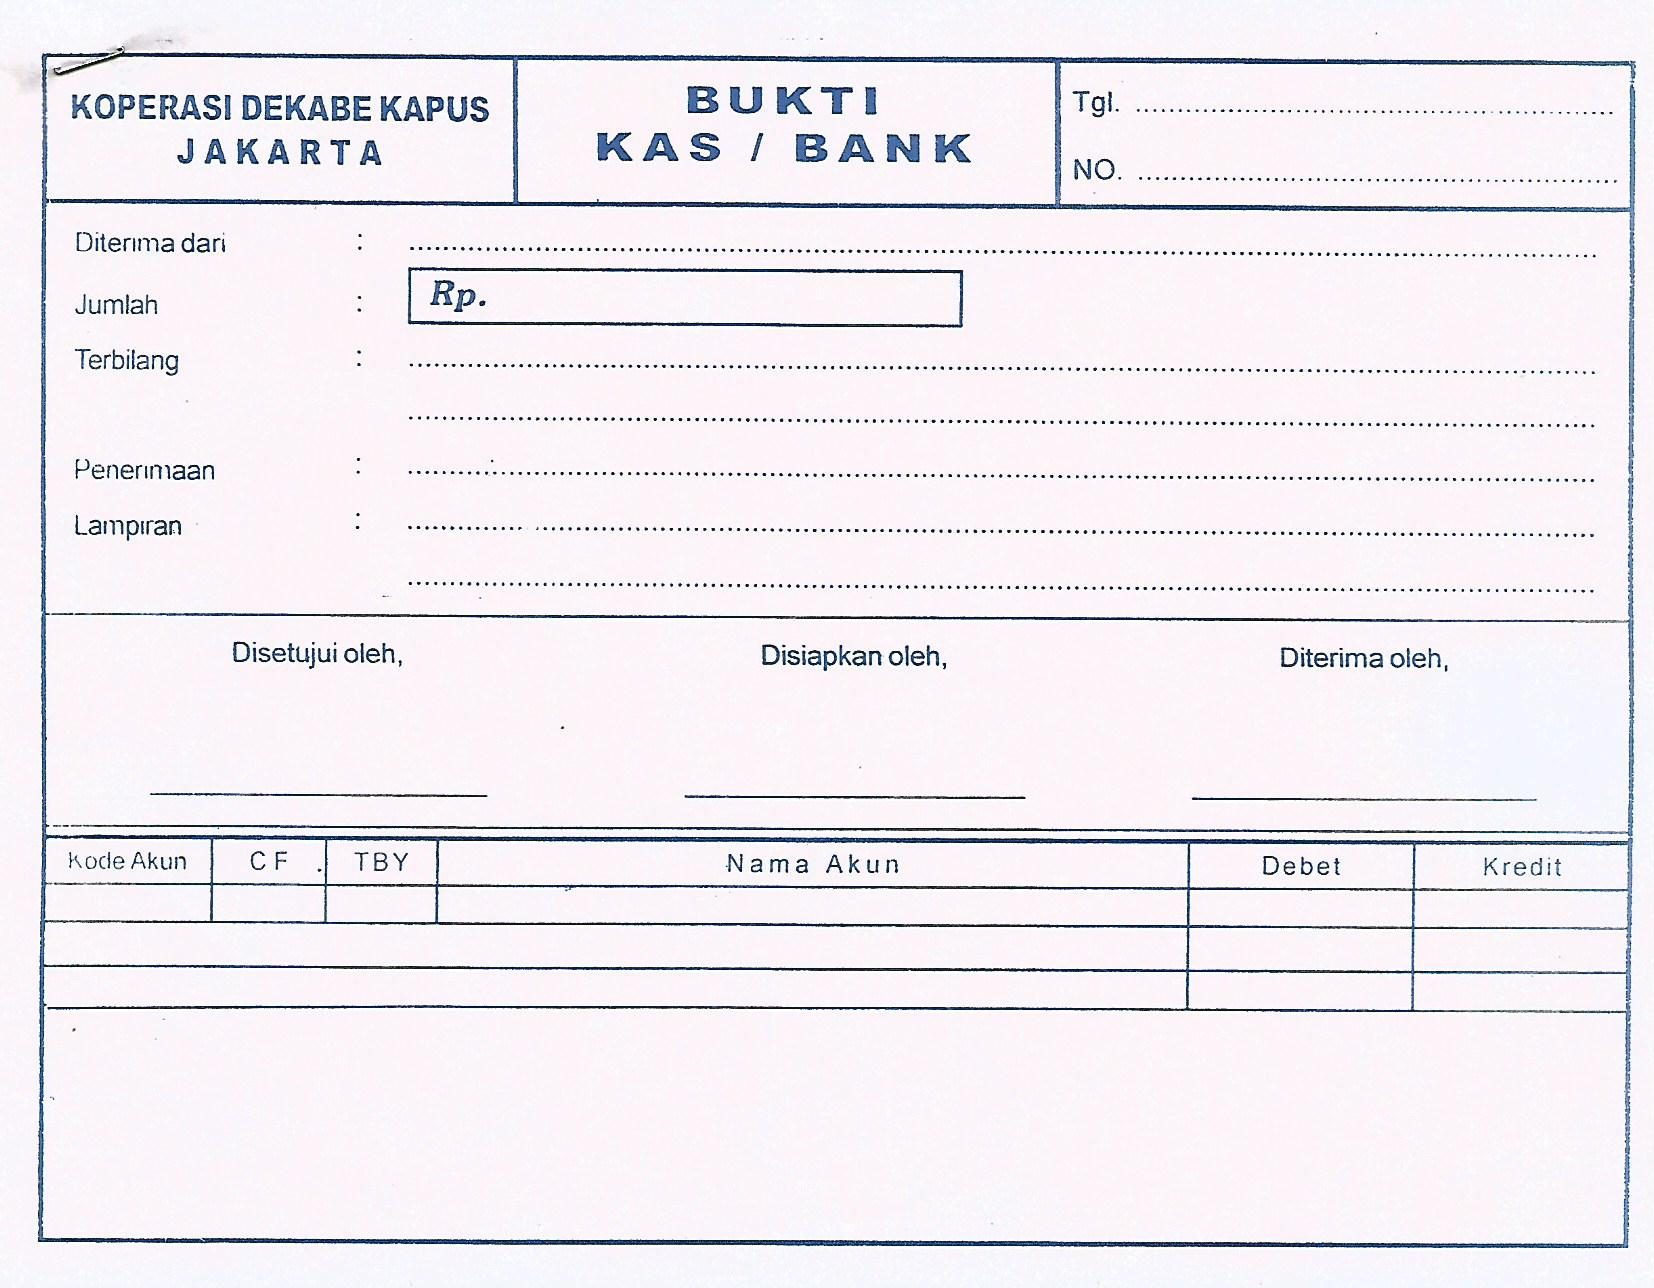 KOPERASI DEKABE KAPUS
JAKARTA
BUKTI
KAS / BANK
Tgl. ........................
NO. ........................
Diterima dari : ........................
Jumlah : Rp.
Terbilang : ........................
........................
Penerimaan : ........................
Lampiran : ........................
........................
Disetujui oleh, Disiapkan oleh, Diterima oleh,
Kode Akun CF . TBY Nama Akun Debet Kredit